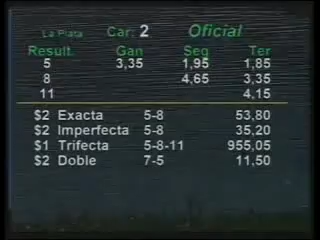 La Plata Car: 2 Oficial
Result. Gan Seg Ter
5 3,35 1,95 1,85
8 4,65 3,35
11 4,15
$2 Exacta 5-8 53,80
$2 Imperfecta 5-8 35,20
$1 Trifecta 5-8-11 955,05
$2 Doble 7-5 11,50